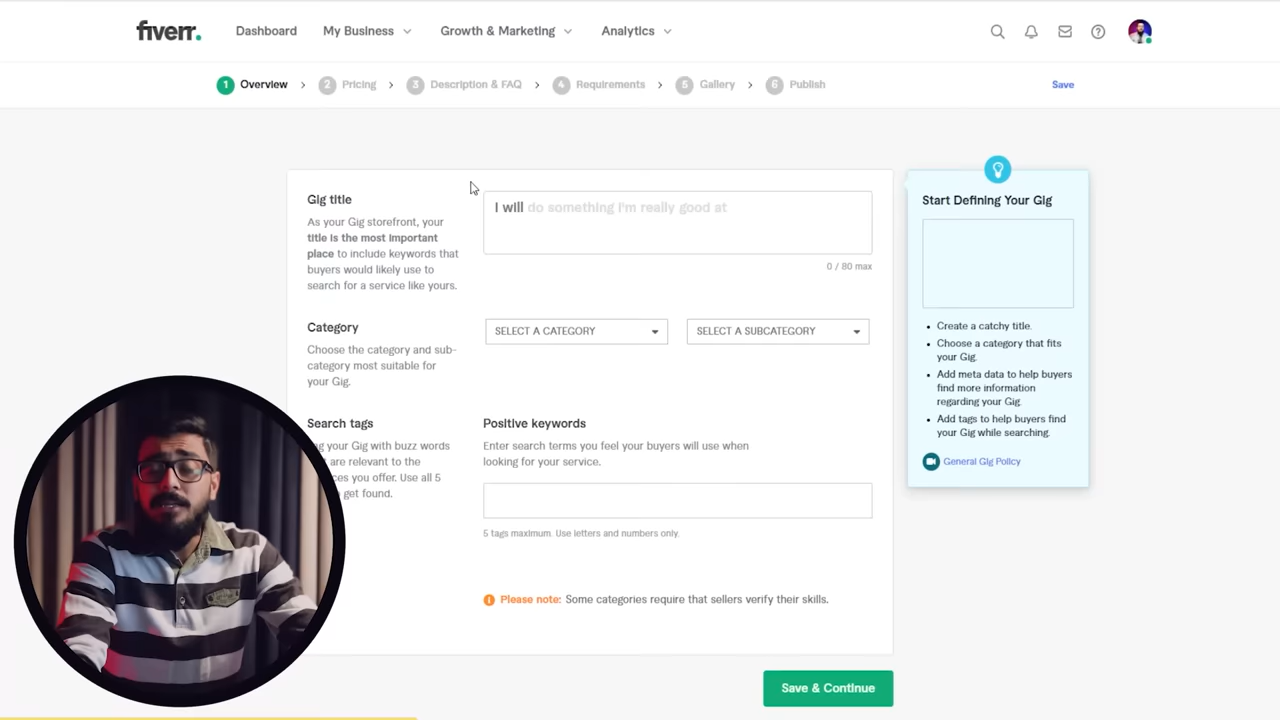 fiverr.
Dashboard
My Business
Growth & Marketing
Analytics
1 Overview
2 Pricing
3 Description & FAQ
4 Requirements
5 Gallery
6 Publish
Save
Gig title
As your Gig storefront, your
title is the most important
place to include keywords that
buyers would likely use to
search for a service like yours.
I will do something I'm really good at
0 / 80 max
Category
Choose the category and sub-
category most suitable for
your Gig.
SELECT A CATEGORY
SELECT A SUBCATEGORY
Search tags
your Gig with buzz words
are relevant to the
you offer. Use all 5
get found.
Positive keywords
Enter search terms you feel your buyers will use when
looking for your service.
5 tags maximum. Use letters and numbers only.
Please note: Some categories require that sellers verify their skills.
Save & Continue
Start Defining Your Gig
Create a catchy title.
Choose a category that fits
your Gig.
Add meta data to help buyers
find more information
regarding your Gig.
Add tags to help buyers find
your Gig while searching.
General Gig Policy